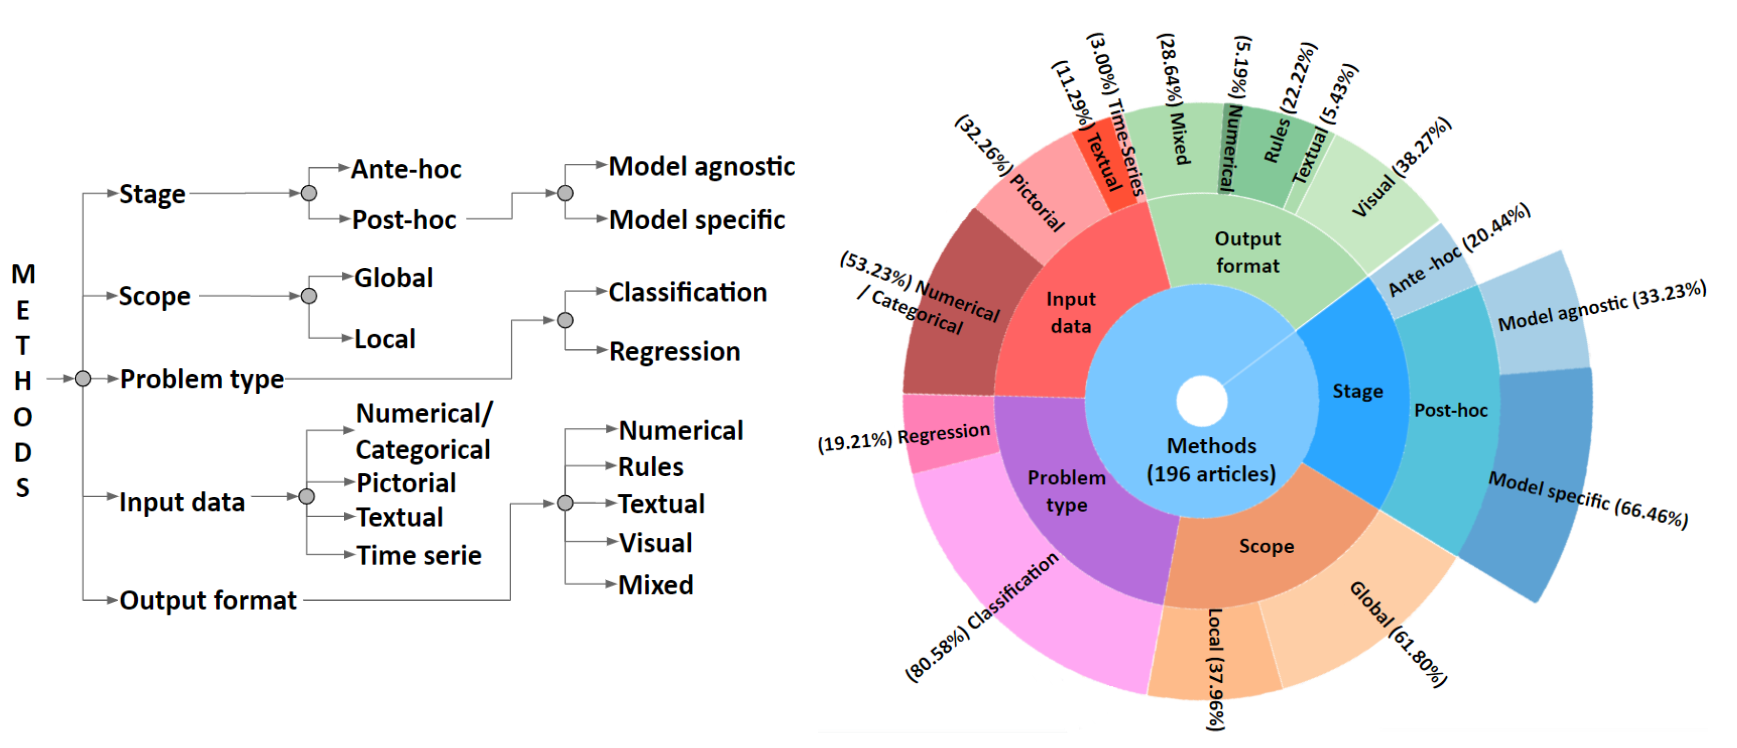 METHODS
Stage
Ante-hoc
Post-hoc
Model agnostic
Model specific
Scope
Global
Local
Problem type
Classification
Regression
Input data
Numerical/
Categorical
Pictorial
Textual
Time serie
Output format
Numerical
Rules
Textual
Visual
Mixed
Methods
(196 articles)
Input
data
(53.23%) Numerical
/ Categorical
(32.26%) Pictorial
(11.29%) Textual
(3.00%) Time-Series
Output
format
(28.64%) Mixed
(5.19%) Numerical
Rules (22.22%)
Textual (5.43%)
Visual (38.27%)
Stage
Ante -hoc (20.44%)
Post-hoc
Model agnostic (33.23%)
Model specific (66.46%)
Scope
Global (61.80%)
Local (37.96%)
Problem
type
(80.58%) Classification
(19.21%) Regression